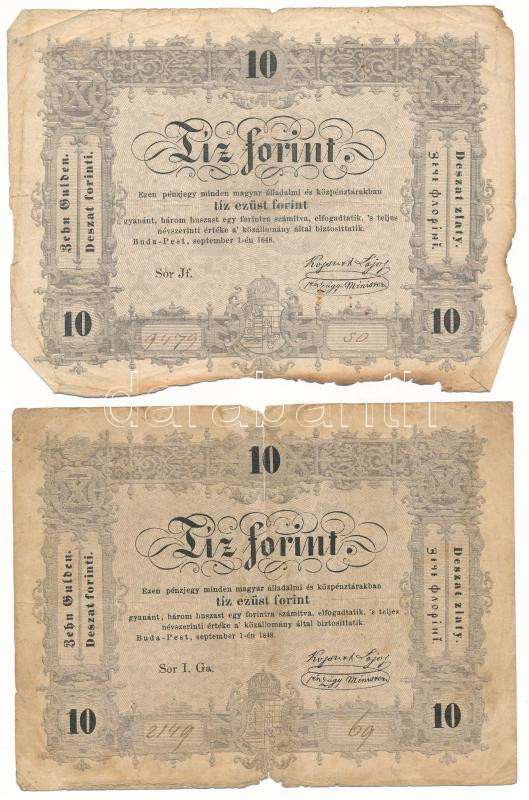 10
Zehn Gulden.
Deszat forinti.
Tíz forint.
Ezen pénzjegy minden magyar álladalmi és közpénztárakban
tíz ezüst forint
gyanánt, három huszast egy forintra számítva, elfogadtatik, 's teljes
névszerinti értéke a' közállomány által biztosíttatik.
Buda-Pest, september 1-én 1848.
Deszat zlaty.
Sor Jf.
Kossuth Lajos
pénzügy Minister
10
9479
50
10
darabanth
10
Zehn Gulden.
Deszat forinti.
Tíz forint.
Ezen pénzjegy minden magyar álladalmi és közpénztárakban
tíz ezüst forint
gyanánt, három huszast egy forintra számítva, elfogadtatik, 's teljes
névszerinti értéke a' közállomány által biztosíttatik.
Buda-Pest, september 1-én 1848.
Deszat zlaty.
Sor I. Ga.
Kossuth Lajos
pénzügy Minister
10
2149
69
10